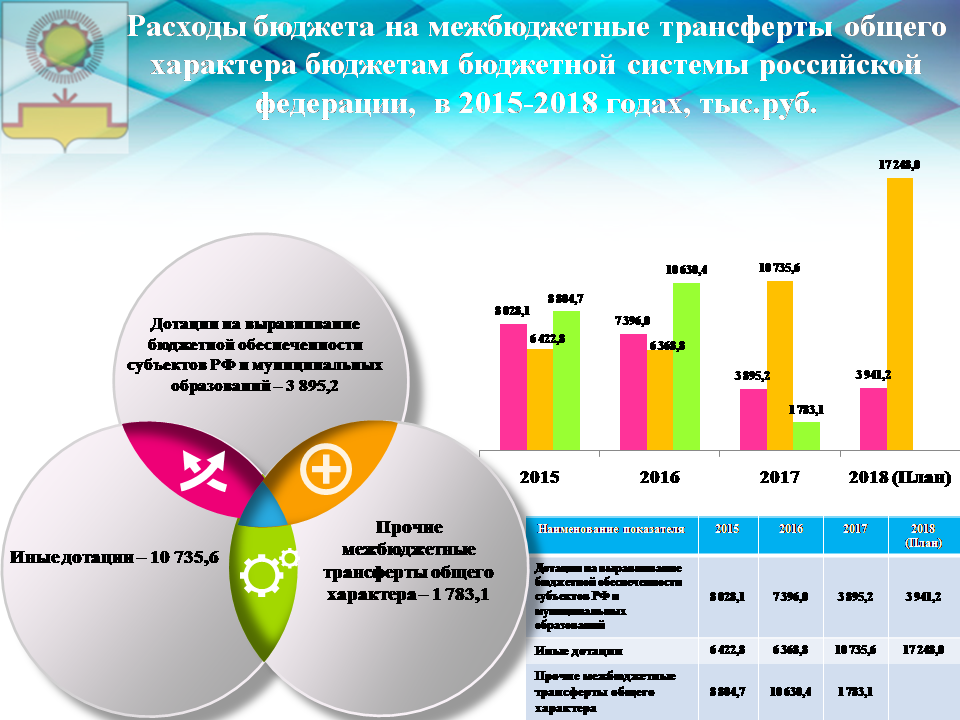 Расходы бюджета на межбюджетные трансферты общего
характера бюджетам бюджетной системы российской
федерации, в 2015-2018 годах, тыс.руб.
Дотации на выравнивание
бюджетной обеспеченности
субъектов РФ и муниципальных
образований – 3 895,2
Иные дотации – 10 735,6
Прочие
межбюджетные
трансферты общего
характера – 1 783,1
8 028,1
6 422,8
8 804,7
7 396,0
6 368,8
10 630,4
3 895,2
10 735,6
1 783,1
3 941,2
17 248,0
2015 2016 2017 2018 (План)
Наименование показателя 2015 2016 2017 2018
(План)
Дотации на выравнивание
бюджетной обеспеченности
субъектов РФ и 8 028,1 7 396,0 3 895,2 3 941,2
муниципальных
образований
Иные дотации 6 422,8 6 368,8 10 735,6 17 248,0
Прочие межбюджетные
трансферты общего 8 804,7 10 630,4 1 783,1
характера